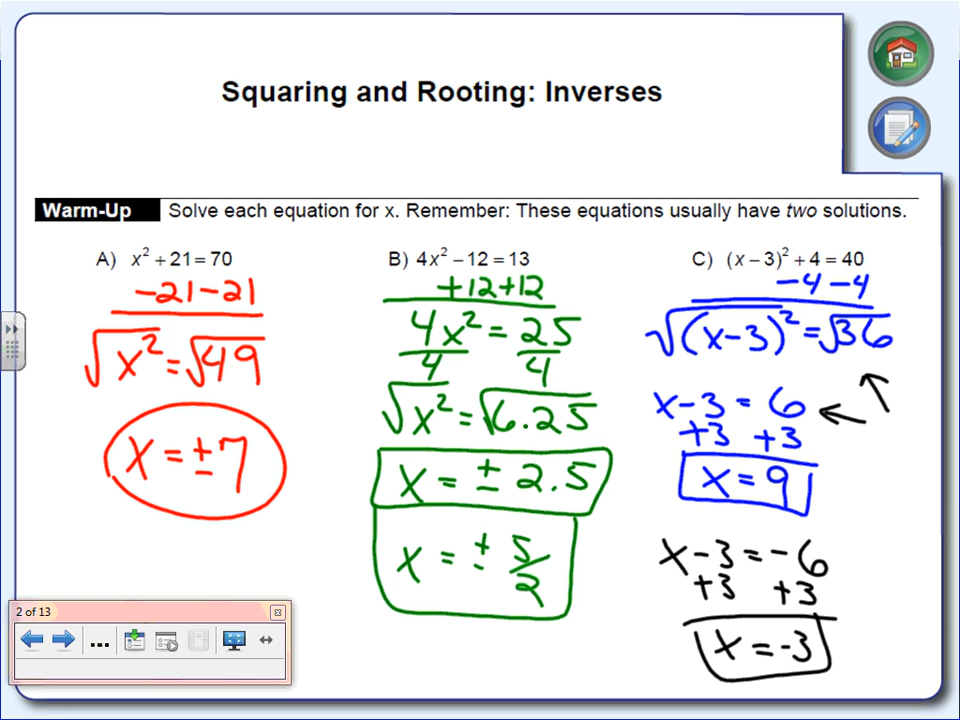 Squaring and Rooting: Inverses
Warm-Up Solve each equation for x. Remember: These equations usually have two solutions.
A) x² + 21 = 70
-21 -21
√x² = √49
x = ± 7
B) 4x² − 12 = 13
+12 +12
4x² = 25
4 4
√x² = √6.25
x = ± 2.5
x = ± 5/2
C) (x − 3)² + 4 = 40
-4 -4
√(x-3)² = √36
x-3 = 6
+3 +3
x = 9
x-3 = -6
+3 +3
x = -3
2 of 13